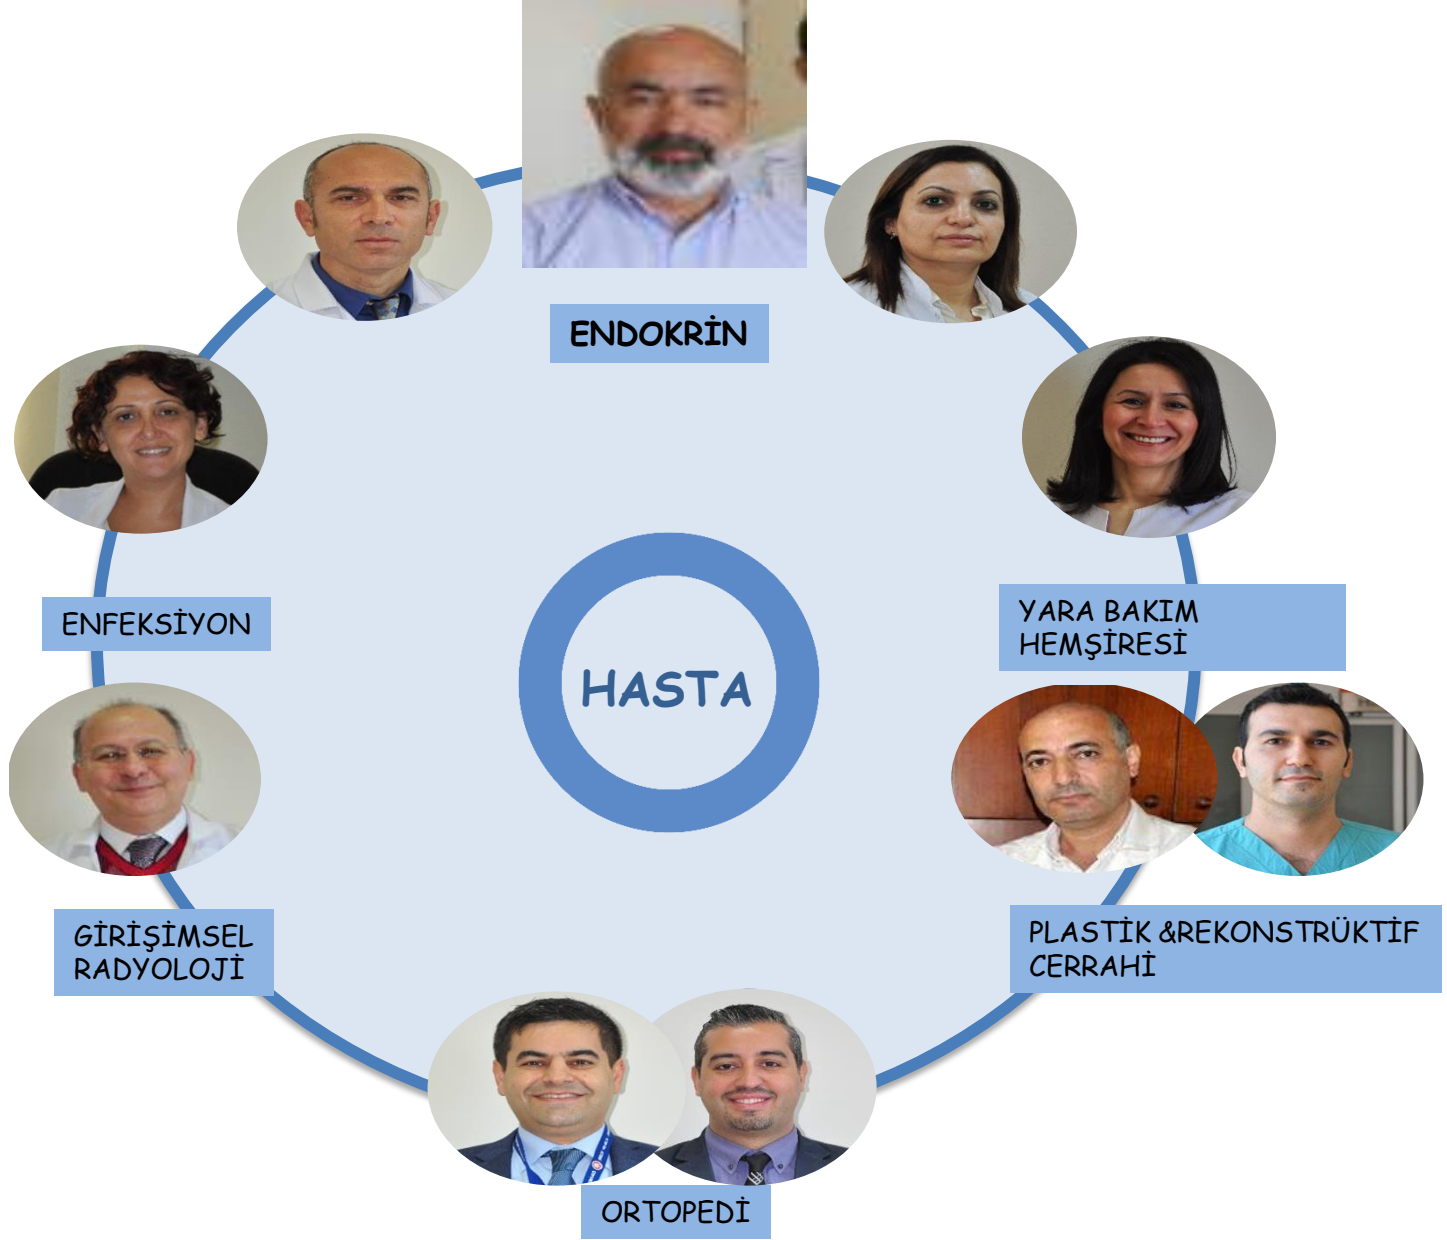 ENDOKRİN
ENFEKSİYON
YARA BAKIM
HEMŞİRESİ
HASTA
GİRİŞİMSEL
RADYOLOJİ
PLASTİK &REKONSTRÜKTİF
CERRAHİ
ORTOPEDİ